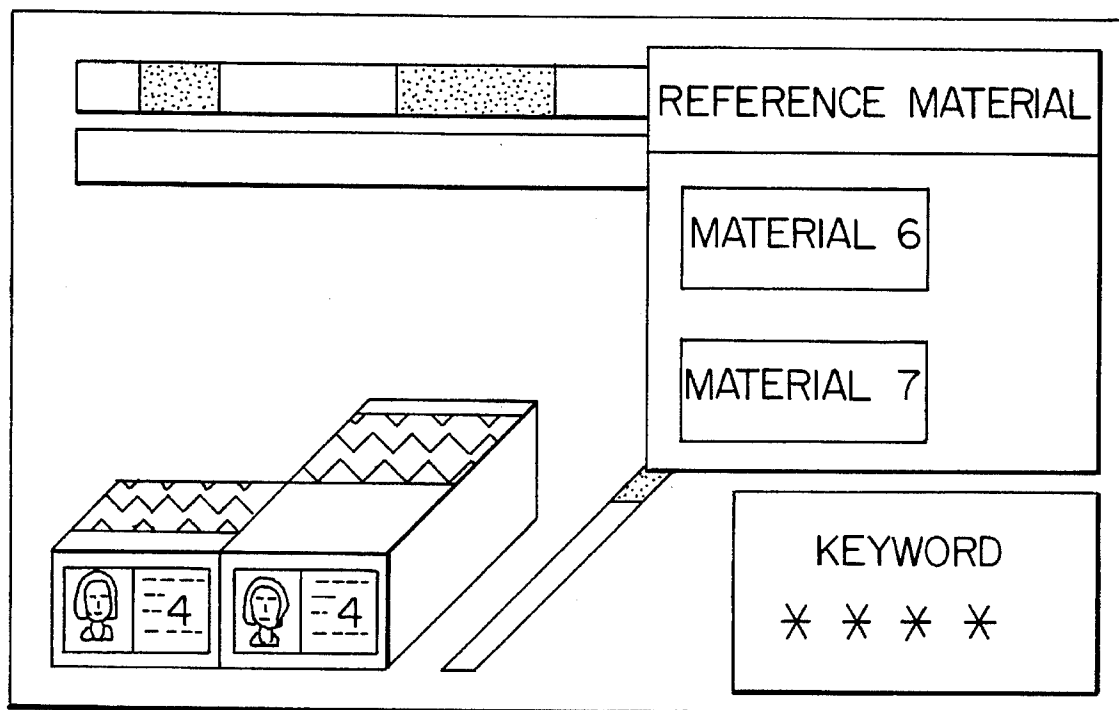 REFERENCE MATERIAL
MATERIAL 6
MATERIAL 7
KEYWORD
* * * *
4
4